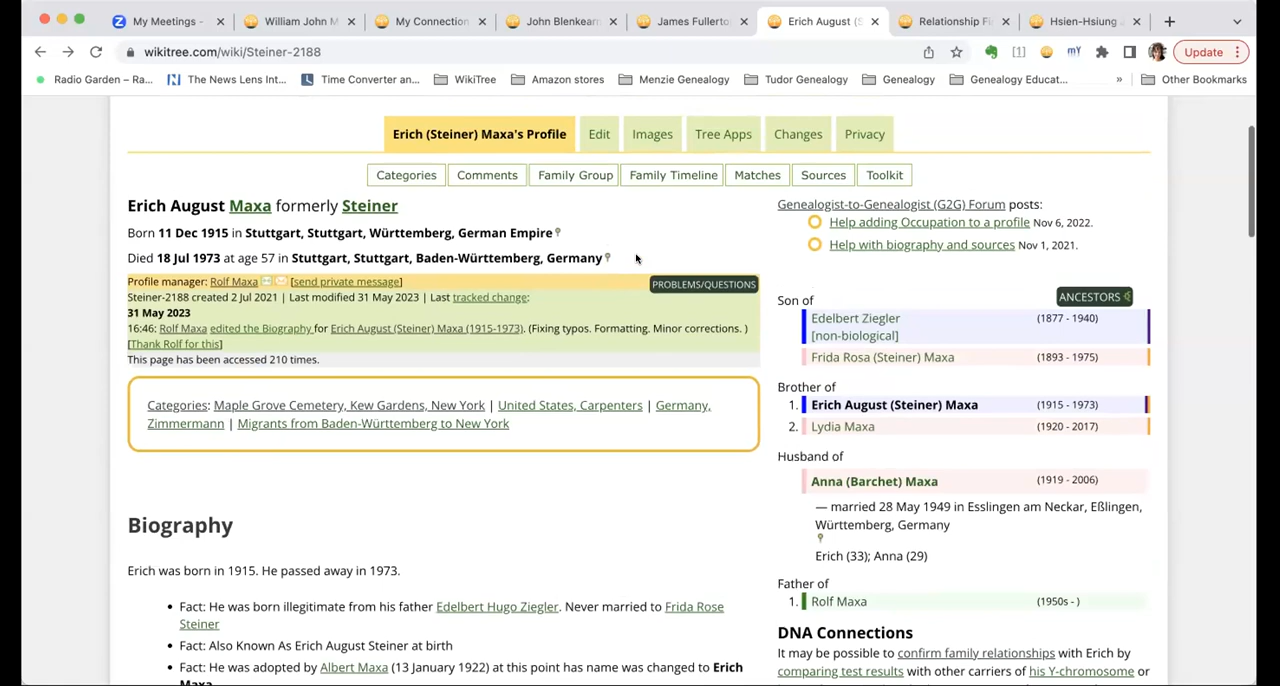 My Meetings -
William John M
My Connection
John Blenkearn
James Fullerto
Erich August (S
Relationship Fi
Hsien-Hsiung
wikitree.com/wiki/Steiner-2188
Update
Radio Garden – Ra...
The News Lens Int...
Time Converter an...
WikiTree
Amazon stores
Menzie Genealogy
Tudor Genealogy
Genealogy
Genealogy Educat...
»
Other Bookmarks
Erich (Steiner) Maxa's Profile
Edit
Images
Tree Apps
Changes
Privacy
Categories
Comments
Family Group
Family Timeline
Matches
Sources
Toolkit
Erich August Maxa formerly Steiner
Born 11 Dec 1915 in Stuttgart, Stuttgart, Württemberg, German Empire
Died 18 Jul 1973 at age 57 in Stuttgart, Stuttgart, Baden-Württemberg, Germany
Profile manager: Rolf Maxa [send private message]
PROBLEMS/QUESTIONS
Steiner-2188 created 2 Jul 2021 | Last modified 31 May 2023 | Last tracked change:
31 May 2023
16:46: Rolf Maxa edited the Biography for Erich August (Steiner) Maxa (1915-1973). (Fixing typos. Formatting. Minor corrections. )
[Thank Rolf for this]
This page has been accessed 210 times.
Categories: Maple Grove Cemetery, Kew Gardens, New York | United States, Carpenters | Germany,
Zimmermann | Migrants from Baden-Württemberg to New York
Biography
Erich was born in 1915. He passed away in 1973.
• Fact: He was born illegitimate from his father Edelbert Hugo Ziegler. Never married to Frida Rose
Steiner
• Fact: Also Known As Erich August Steiner at birth
• Fact: He was adopted by Albert Maxa (13 January 1922) at this point has name was changed to Erich
Maxa
Genealogist-to-Genealogist (G2G) Forum posts:
Help adding Occupation to a profile Nov 6, 2022.
Help with biography and sources Nov 1, 2021.
ANCESTORS
Son of
Edelbert Ziegler (1877 - 1940)
[non-biological]
Frida Rosa (Steiner) Maxa (1893 - 1975)
Brother of
1. Erich August (Steiner) Maxa (1915 - 1973)
2. Lydia Maxa (1920 - 2017)
Husband of
Anna (Barchet) Maxa (1919 - 2006)
— married 28 May 1949 in Esslingen am Neckar, Eßlingen,
Württemberg, Germany
Erich (33); Anna (29)
Father of
1. Rolf Maxa (1950s - )
DNA Connections
It may be possible to confirm family relationships with Erich by
comparing test results with other carriers of his Y-chromosome or